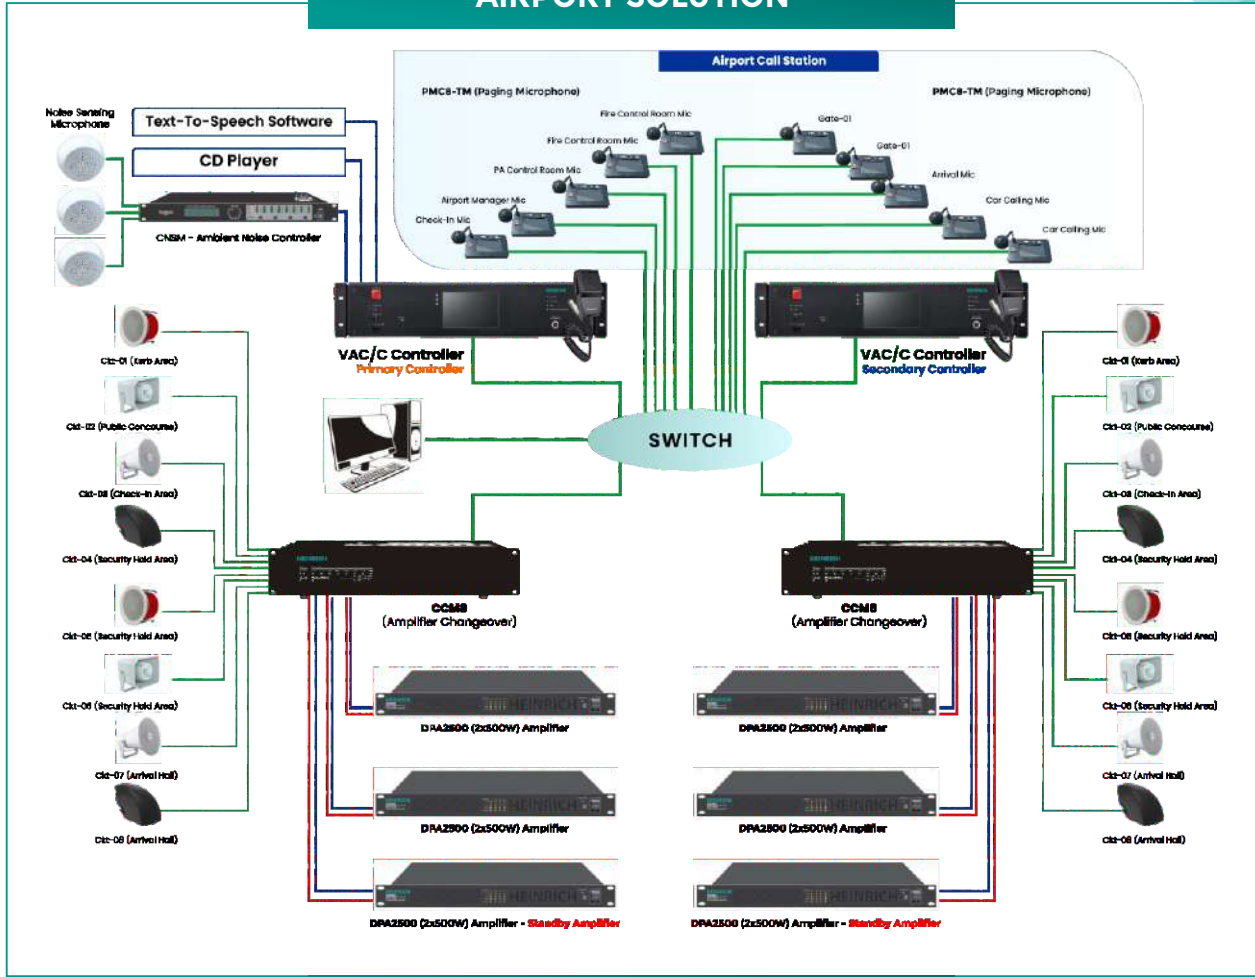 AIRPORT SOLUTION
Airport Call Station
PMC8-TM (Paging Microphone)
PMC8-TM (Paging Microphone)
Fire Control Room Mic
Fire Control Room Mic
PA Control Room Mic
Airport Manager Mic
Check-In Mic
Gate-01
Gate-01
Arrival Mic
Car Calling Mic
Car Calling Mic
Noise Sensing
Microphone
Text-To-Speech Software
CD Player
CNSM - Ambient Noise Controller
VAC/C Controller
Primary Controller
VAC/C Controller
Secondary Controller
SWITCH
Ckt-01 (Kerb Area)
Ckt-02 (Public Concourse)
Ckt-03 (Check-In Area)
Ckt-04 (Security Hold Area)
Ckt-05 (Security Hold Area)
Ckt-06 (Security Hold Area)
Ckt-07 (Arrival Hall)
Ckt-08 (Arrival Hall)
CCM8
(Amplifier Changeover)
DPA2500 (2x500W) Amplifier
DPA2500 (2x500W) Amplifier
DPA2500 (2x500W) Amplifier - Standby Amplifier
CCM8
(Amplifier Changeover)
DPA2500 (2x500W) Amplifier
DPA2500 (2x500W) Amplifier
DPA2500 (2x500W) Amplifier - Standby Amplifier
Ckt-01 (Kerb Area)
Ckt-02 (Public Concourse)
Ckt-03 (Check-In Area)
Ckt-04 (Security Hold Area)
Ckt-05 (Security Hold Area)
Ckt-06 (Security Hold Area)
Ckt-07 (Arrival Hall)
Ckt-08 (Arrival Hall)
HEINRICH
HEINRICH
HEINRICH
HEINRICH
HEINRICH
HEINRICH